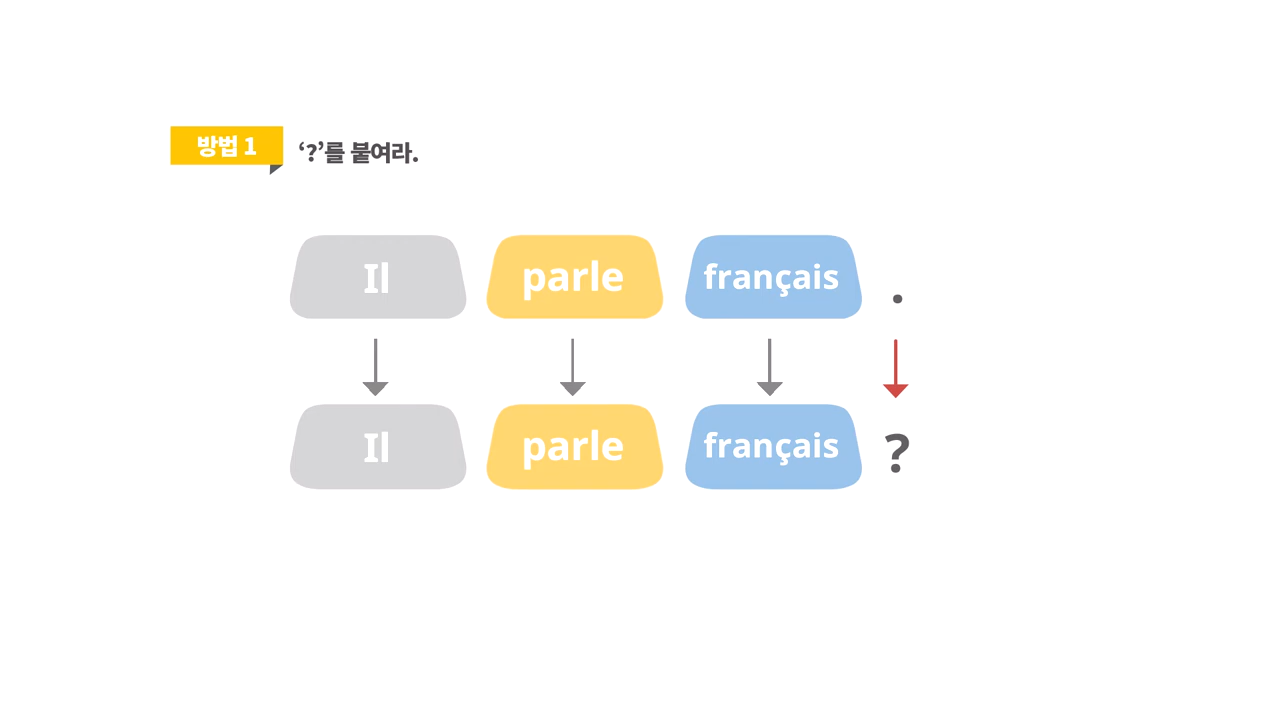 방법 1
‘?’를 붙여라.
Il parle français .
Il parle français ?